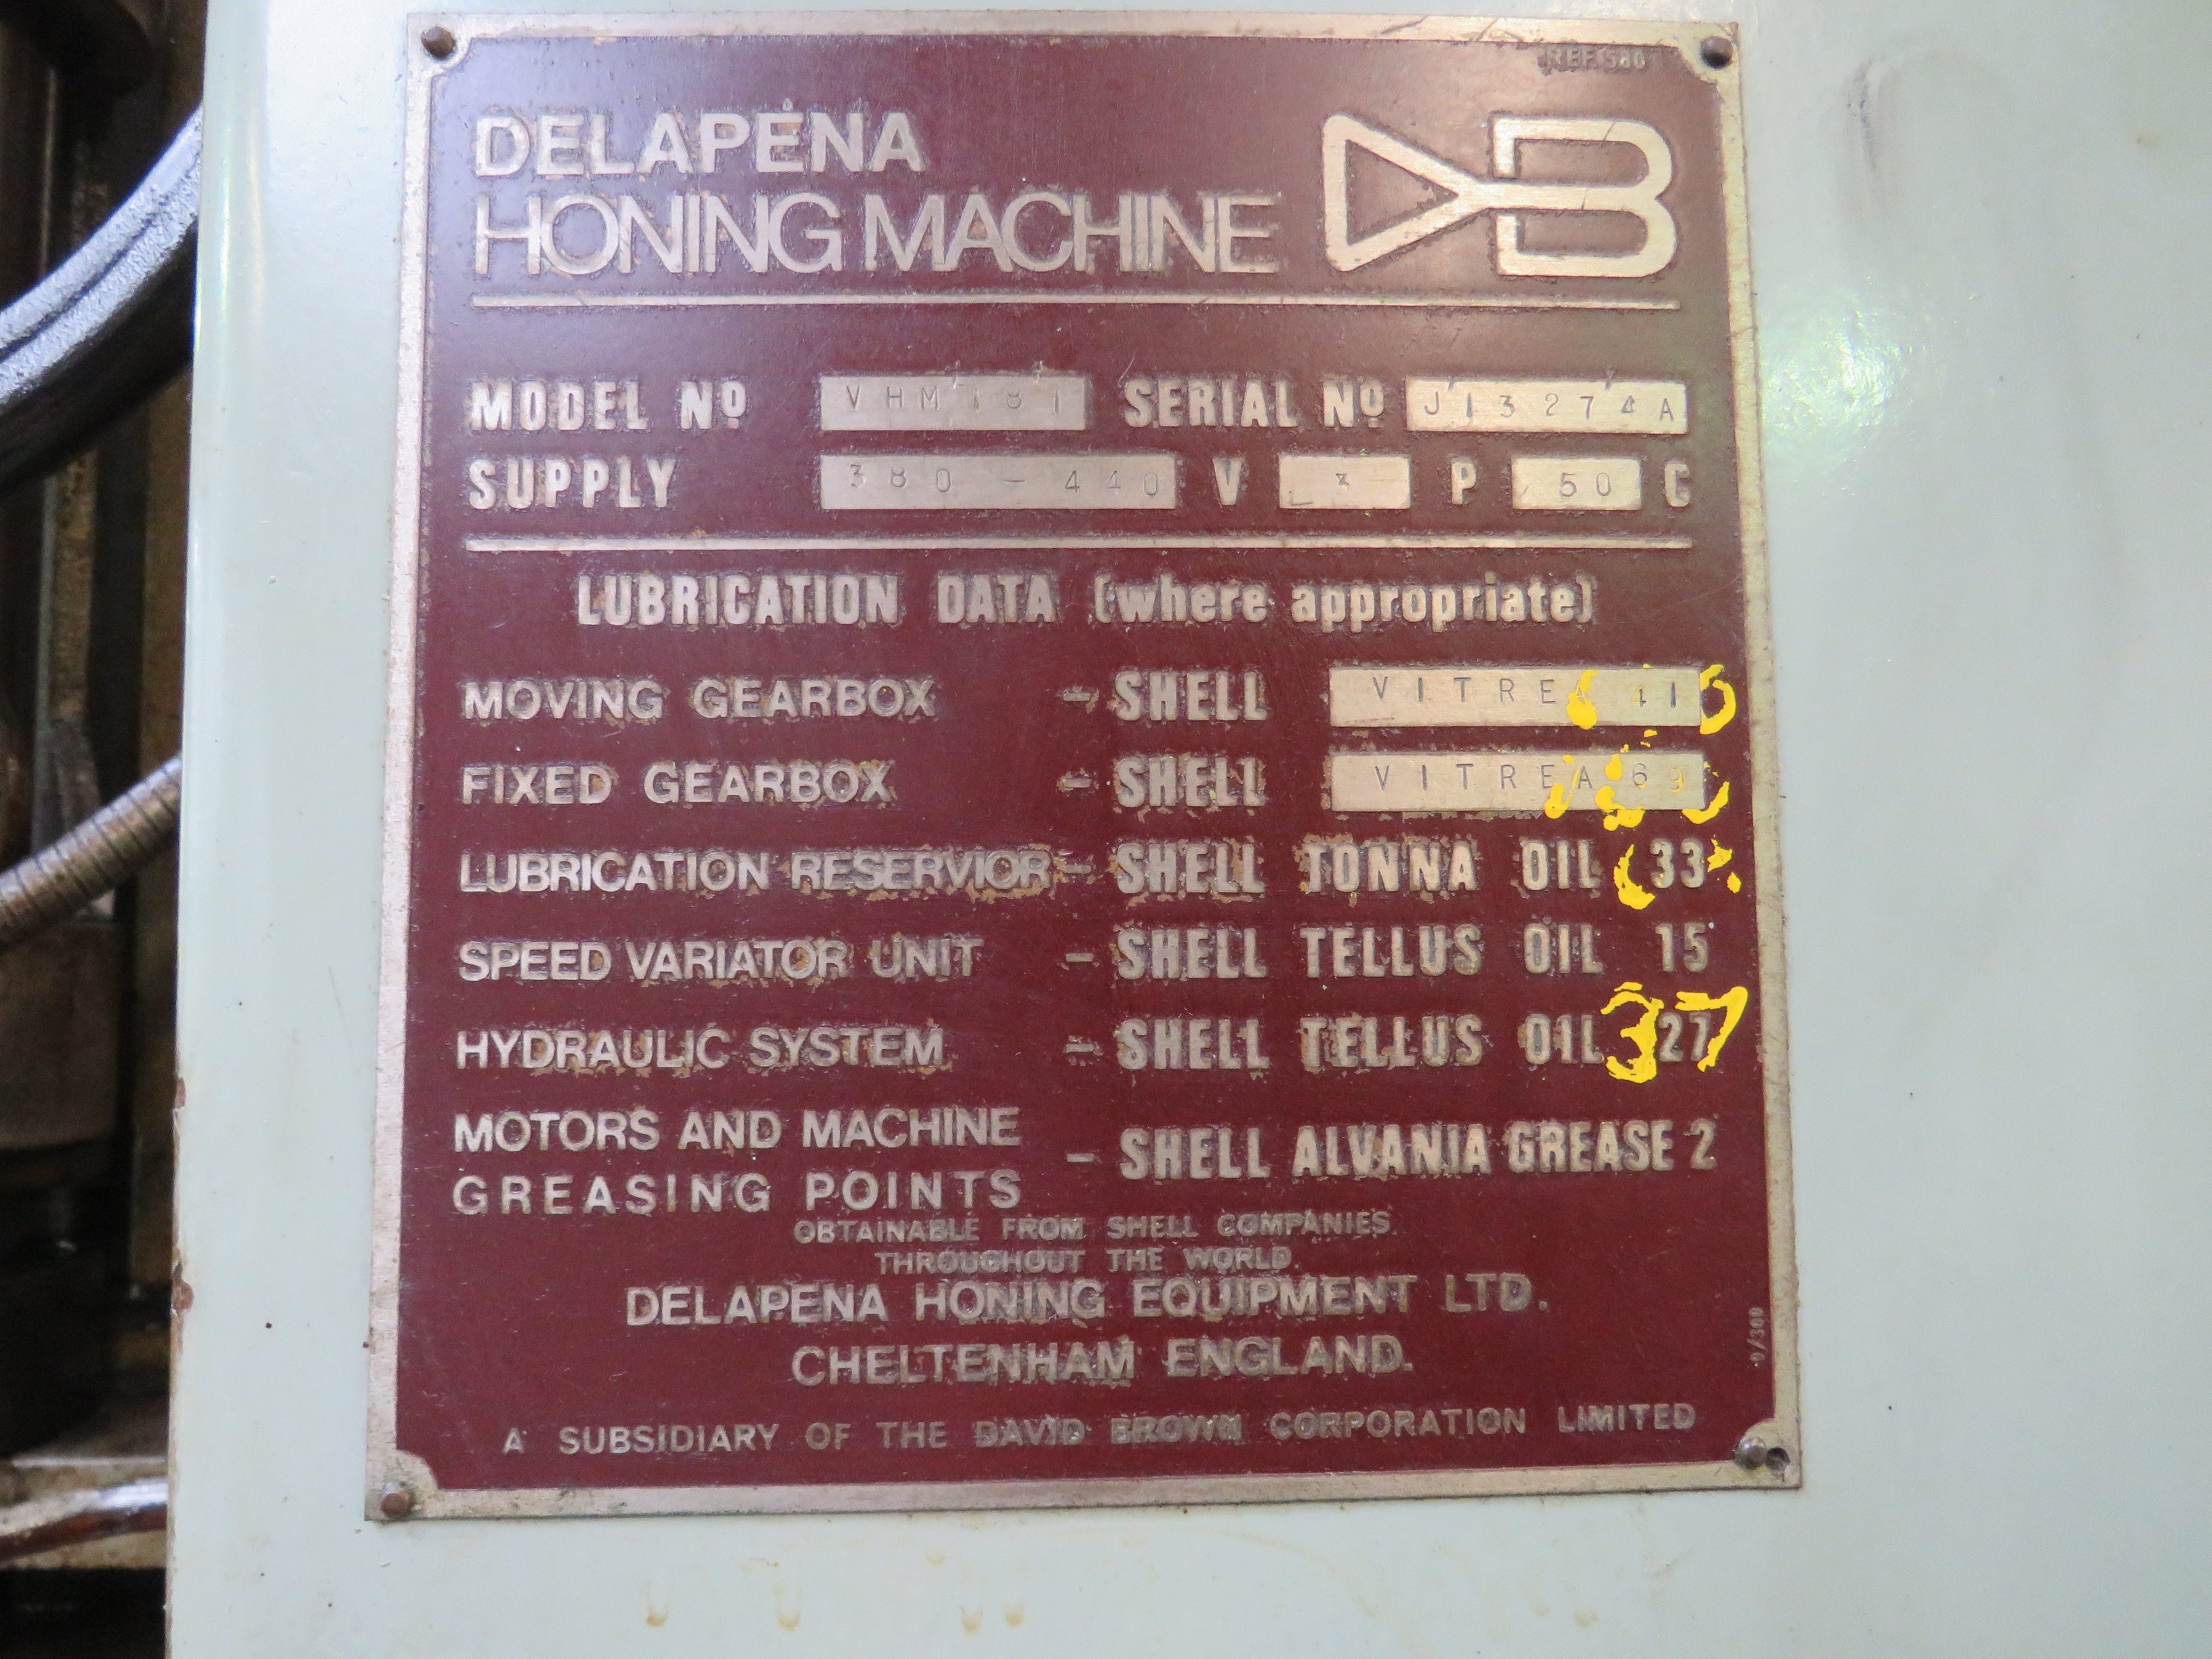 REF.580
DELAPENA
HONING MACHINE DB
MODEL Nº VHM 181 SERIAL Nº J13274A
SUPPLY 380 - 440 V 3 P 50 C
LUBRICATION DATA (where appropriate)
MOVING GEARBOX - SHELL VITREA 41
FIXED GEARBOX - SHELL VITREA 69
LUBRICATION RESERVIOR - SHELL TONNA OIL 33
SPEED VARIATOR UNIT - SHELL TELLUS OIL 15
HYDRAULIC SYSTEM - SHELL TELLUS OIL 27
37
MOTORS AND MACHINE
GREASING POINTS - SHELL ALVANIA GREASE 2
OBTAINABLE FROM SHELL COMPANIES
THROUGHOUT THE WORLD.
DELAPENA HONING EQUIPMENT LTD.
CHELTENHAM ENGLAND.
A SUBSIDIARY OF THE DAVID BROWN CORPORATION LIMITED